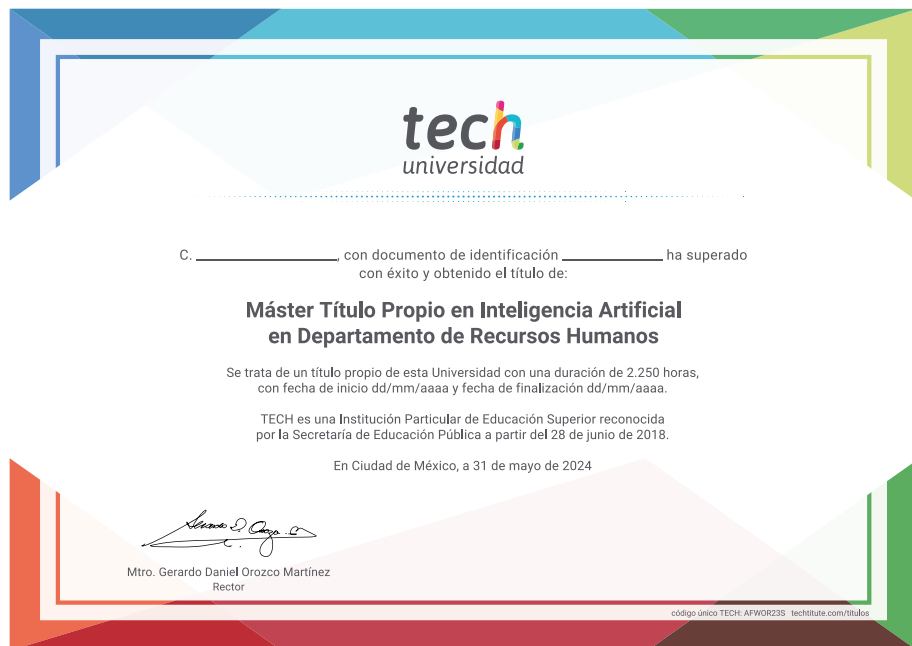 tech
universidad
C. ____________________, con documento de identificación ______________ ha superado
con éxito y obtenido el título de:
Máster Título Propio en Inteligencia Artificial
en Departamento de Recursos Humanos
Se trata de un título propio de esta Universidad con una duración de 2.250 horas,
con fecha de inicio dd/mm/aaaa y fecha de finalización dd/mm/aaaa.
TECH es una Institución Particular de Educación Superior reconocida
por la Secretaría de Educación Pública a partir del 28 de junio de 2018.
En Ciudad de México, a 31 de mayo de 2024
Mtro. Gerardo Daniel Orozco Martínez
Rector
código único TECH: AFWOR23S techtitute.com/titulos